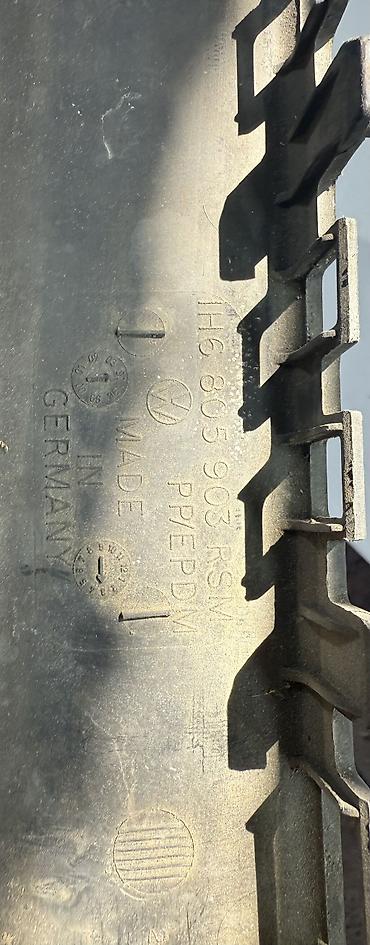 1H6 805 903 RSM
PP/EPDM
MADE
IN
GERMANY